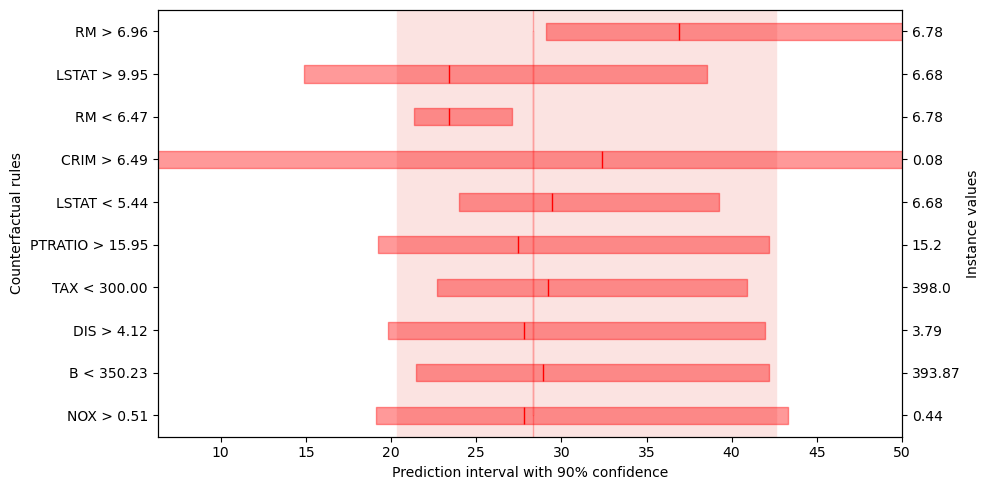 RM > 6.96
6.78
LSTAT > 9.95
6.68
RM < 6.47
6.78
CRIM > 6.49
0.08
LSTAT < 5.44
6.68
PTRATIO > 15.95
15.2
TAX < 300.00
398.0
DIS > 4.12
3.79
B < 350.23
393.87
NOX > 0.51
0.44
Counterfactual rules
Instance values
10 15 20 25 30 35 40 45 50
Prediction interval with 90% confidence